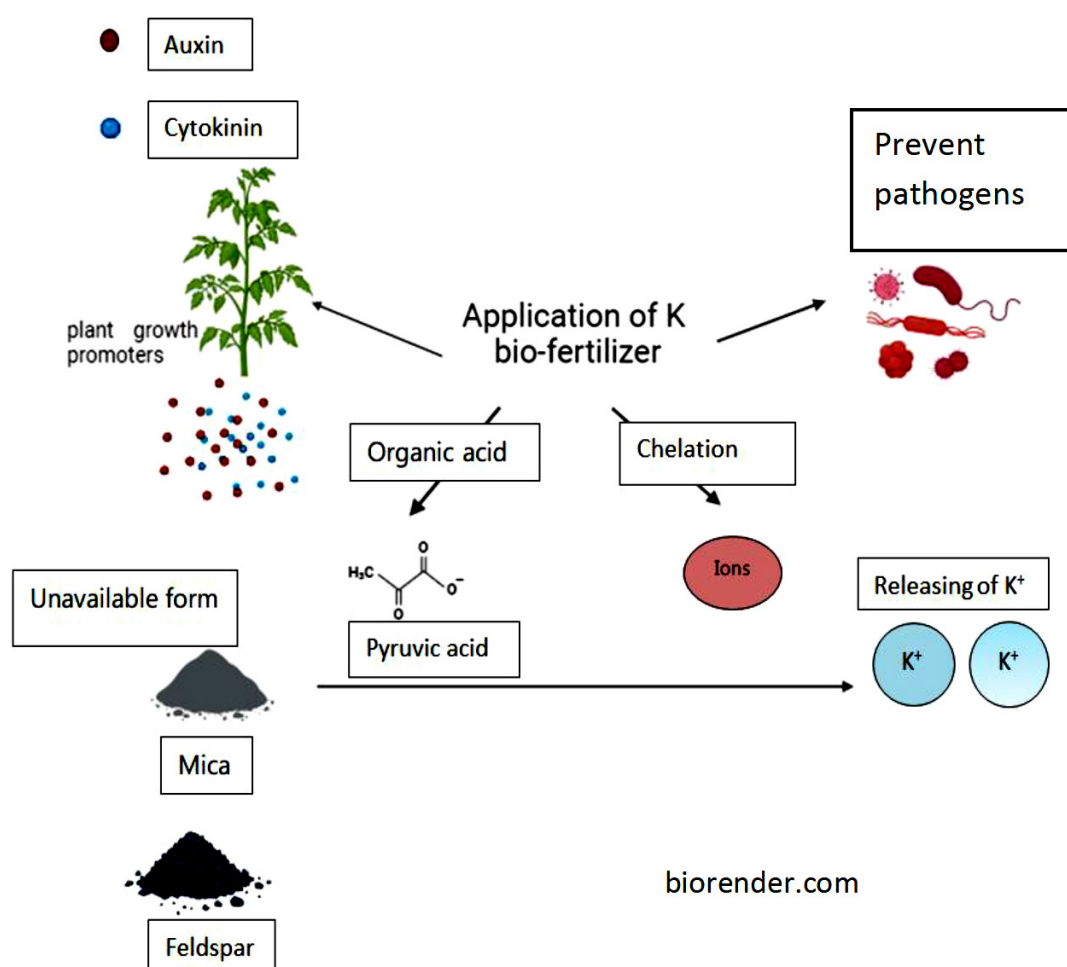 Auxin
Cytokinin
Prevent
pathogens
plant growth
promoters
Application of K
bio-fertilizer
Organic acid
Chelation
H₃C
O
O
O⁻
Pyruvic acid
Ions
Unavailable form
Releasing of K⁺
K⁺
K⁺
Mica
Feldspar
biorender.com